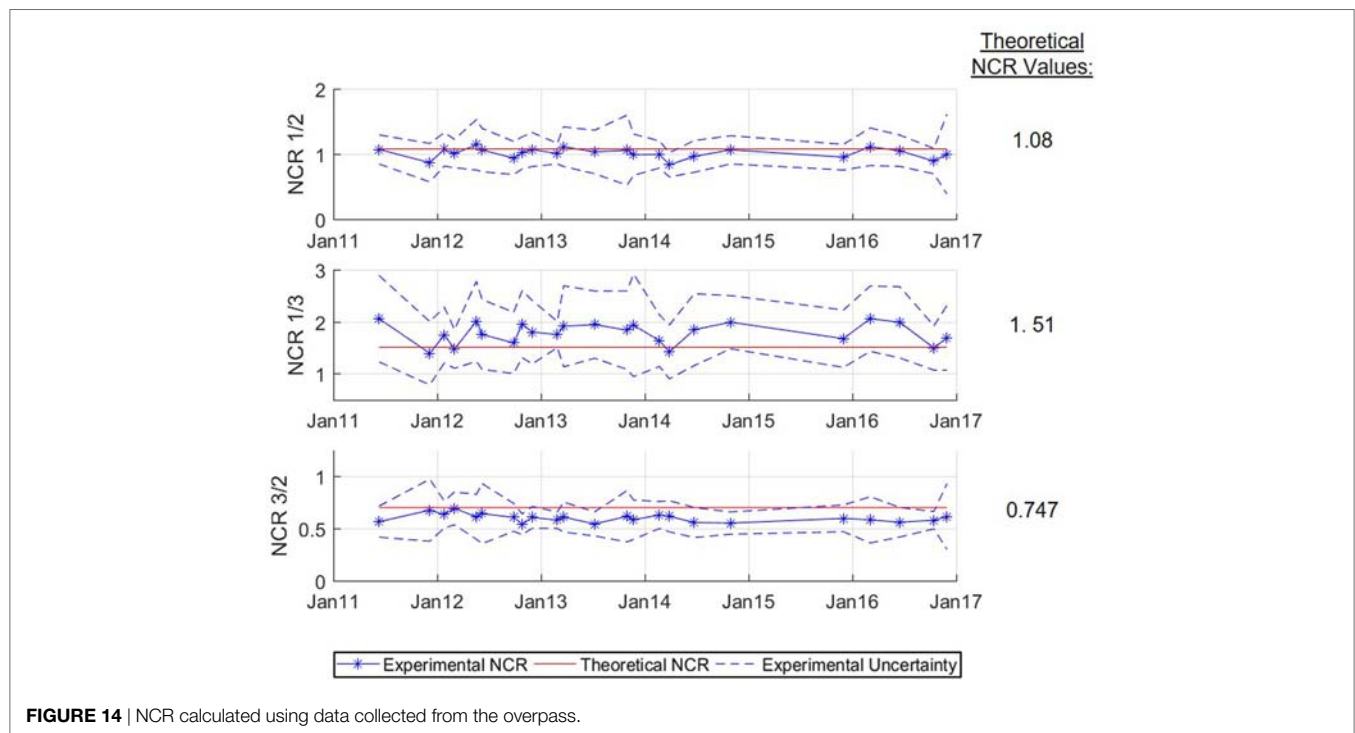 Theoretical
NCR Values:
NCR 1/2
2
1
0
Jan11 Jan12 Jan13 Jan14 Jan15 Jan16 Jan17
1.08
NCR 1/3
3
2
1
Jan11 Jan12 Jan13 Jan14 Jan15 Jan16 Jan17
1. 51
NCR 3/2
1
0.5
0
Jan11 Jan12 Jan13 Jan14 Jan15 Jan16 Jan17
0.747
Experimental NCR Theoretical NCR Experimental Uncertainty
FIGURE 14 | NCR calculated using data collected from the overpass.